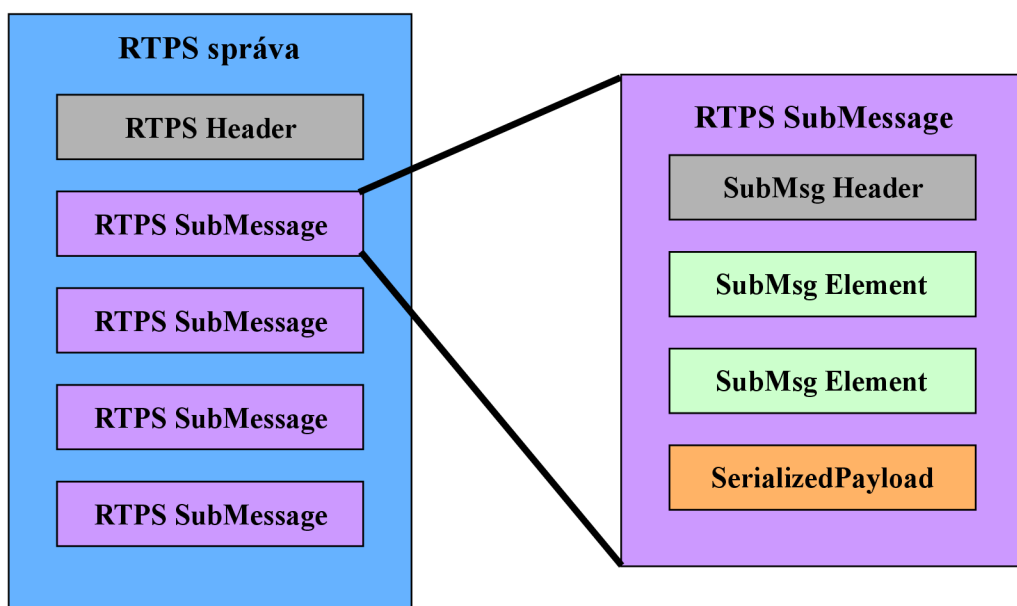 RTPS správa
RTPS Header
RTPS SubMessage
RTPS SubMessage
RTPS SubMessage
RTPS SubMessage
RTPS SubMessage
SubMsg Header
SubMsg Element
SubMsg Element
SerializedPayload